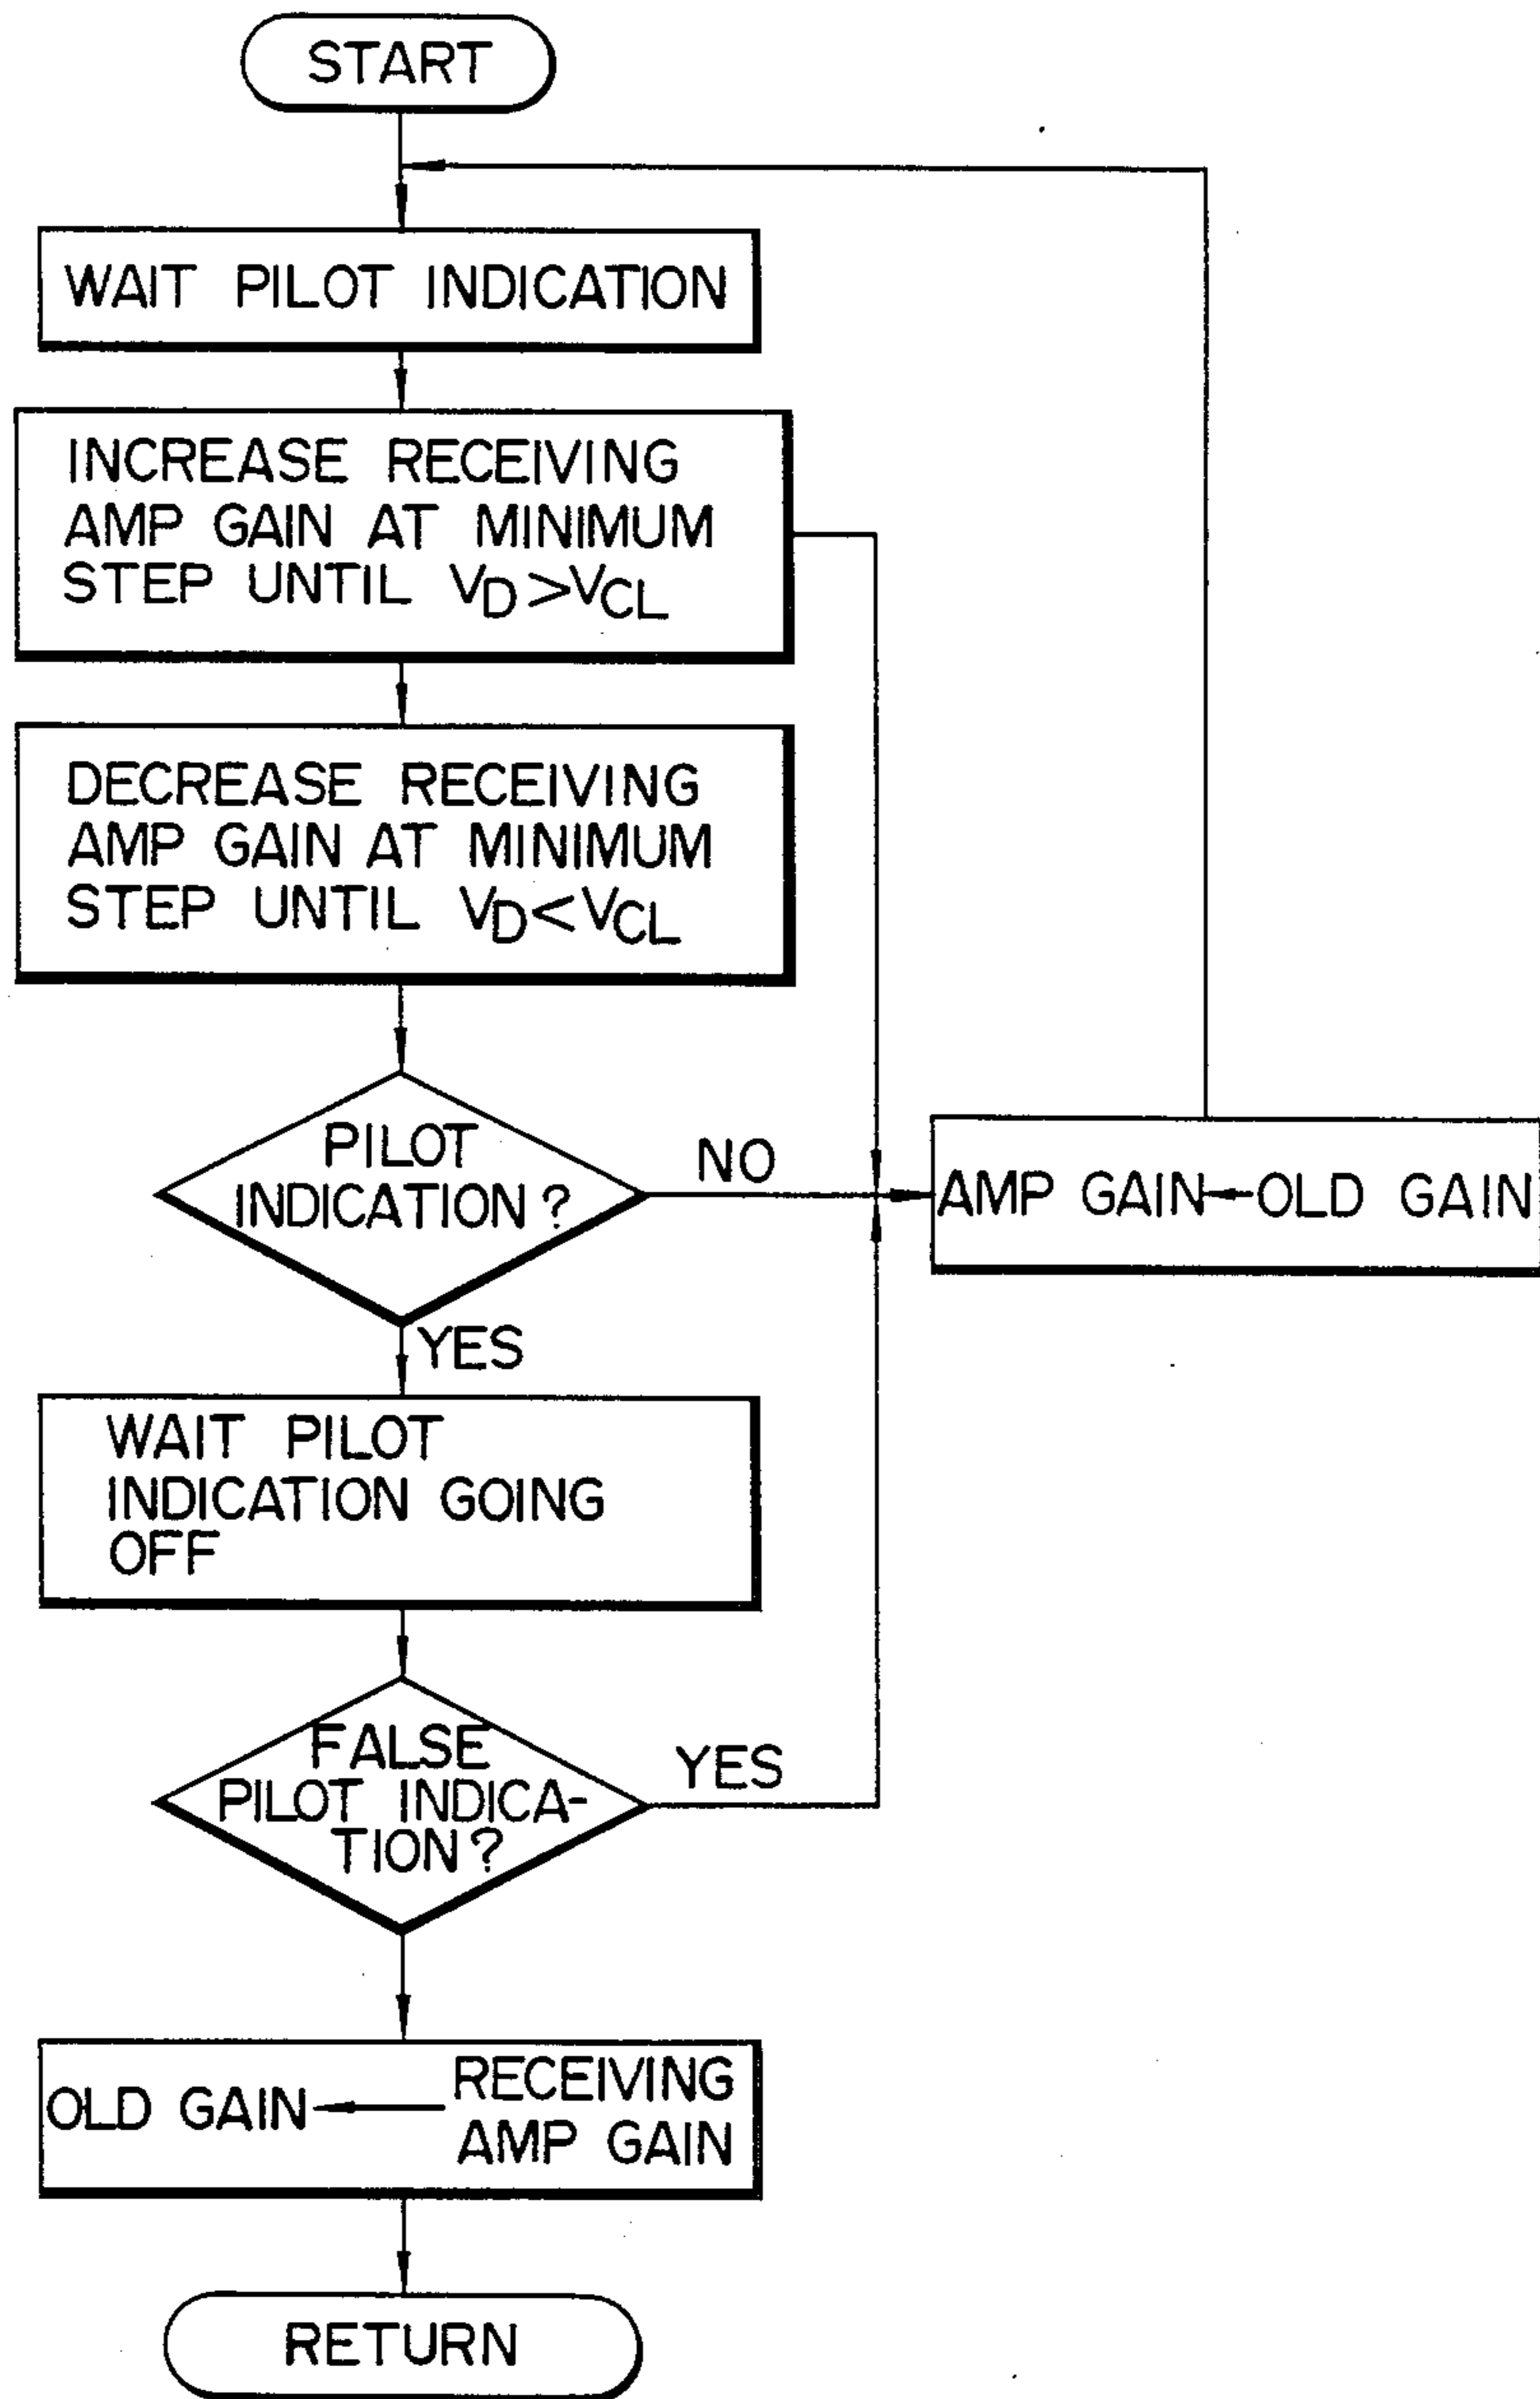 START
WAIT PILOT INDICATION
INCREASE RECEIVING
AMP GAIN AT MINIMUM
STEP UNTIL VD>VCL
DECREASE RECEIVING
AMP GAIN AT MINIMUM
STEP UNTIL VD<VCL
PILOT
INDICATION?
NO
AMP GAIN←OLD GAIN
YES
WAIT PILOT
INDICATION GOING
OFF
FALSE
PILOT INDICA-
TION?
YES
OLD GAIN ← RECEIVING
AMP GAIN
RETURN